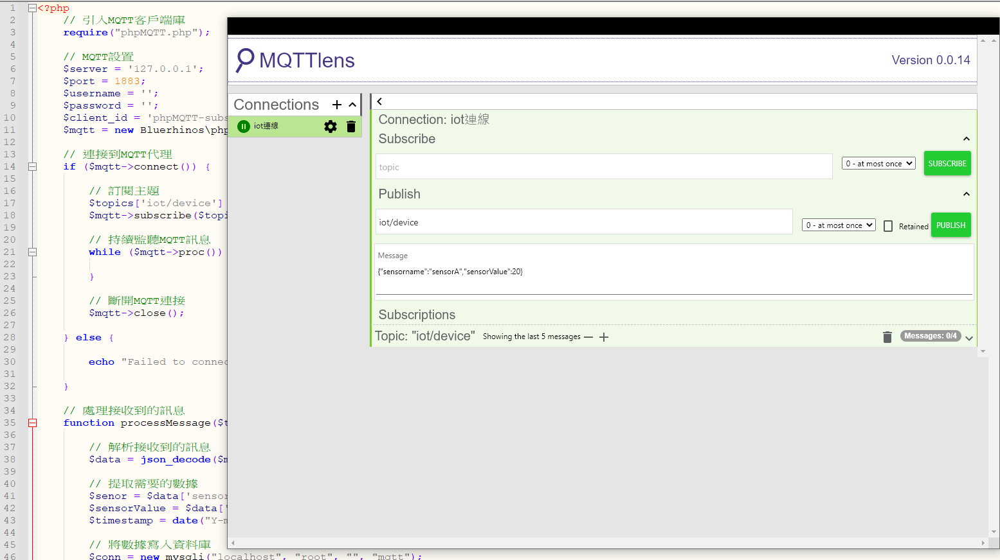 1 <?php
2 // 引入MQTT客戶端庫
3 require("phpMQTT.php");
4
5 // MQTT設置
6 $server = '127.0.0.1';
7 $port = 1883;
8 $username = '';
9 $password = '';
10 $client_id = 'phpMQTT-subs
11 $mqtt = new Bluerhinos\php
12
13 // 連接到MQTT代理
14 if ($mqtt->connect()) {
15
16 // 訂閱主題
17 $topics['iot/device']
18 $mqtt->subscribe($topi
19
20 // 持續監聽MQTT訊息
21 while ($mqtt->proc())
22
23 }
24
25 // 斷開MQTT連接
26 $mqtt->close();
27
28 } else {
29
30 echo "Failed to connec
31
32 }
33
34 // 處理接收到的訊息
35 function processMessage($t
36
37 // 解析接收到的訊息
38 $data = json_decode($m
39
40 // 提取需要的數據
41 $senor = $data['sensor
42 $sensorValue = $data['
43 $timestamp = date("Y-m
44
45 // 將數據寫入資料庫
46 $conn = new mysqli("localhost", "root", "", "mqtt");
MQTTlens
Version 0.0.14
Connections
iot連線
Connection: iot連線
Subscribe
topic
0 - at most once
SUBSCRIBE
Publish
iot/device
0 - at most once
Retained
PUBLISH
Message
{"sensorname":"sensorA","sensorValue":20}
Subscriptions
Topic: "iot/device" Showing the last 5 messages
Messages: 0/4